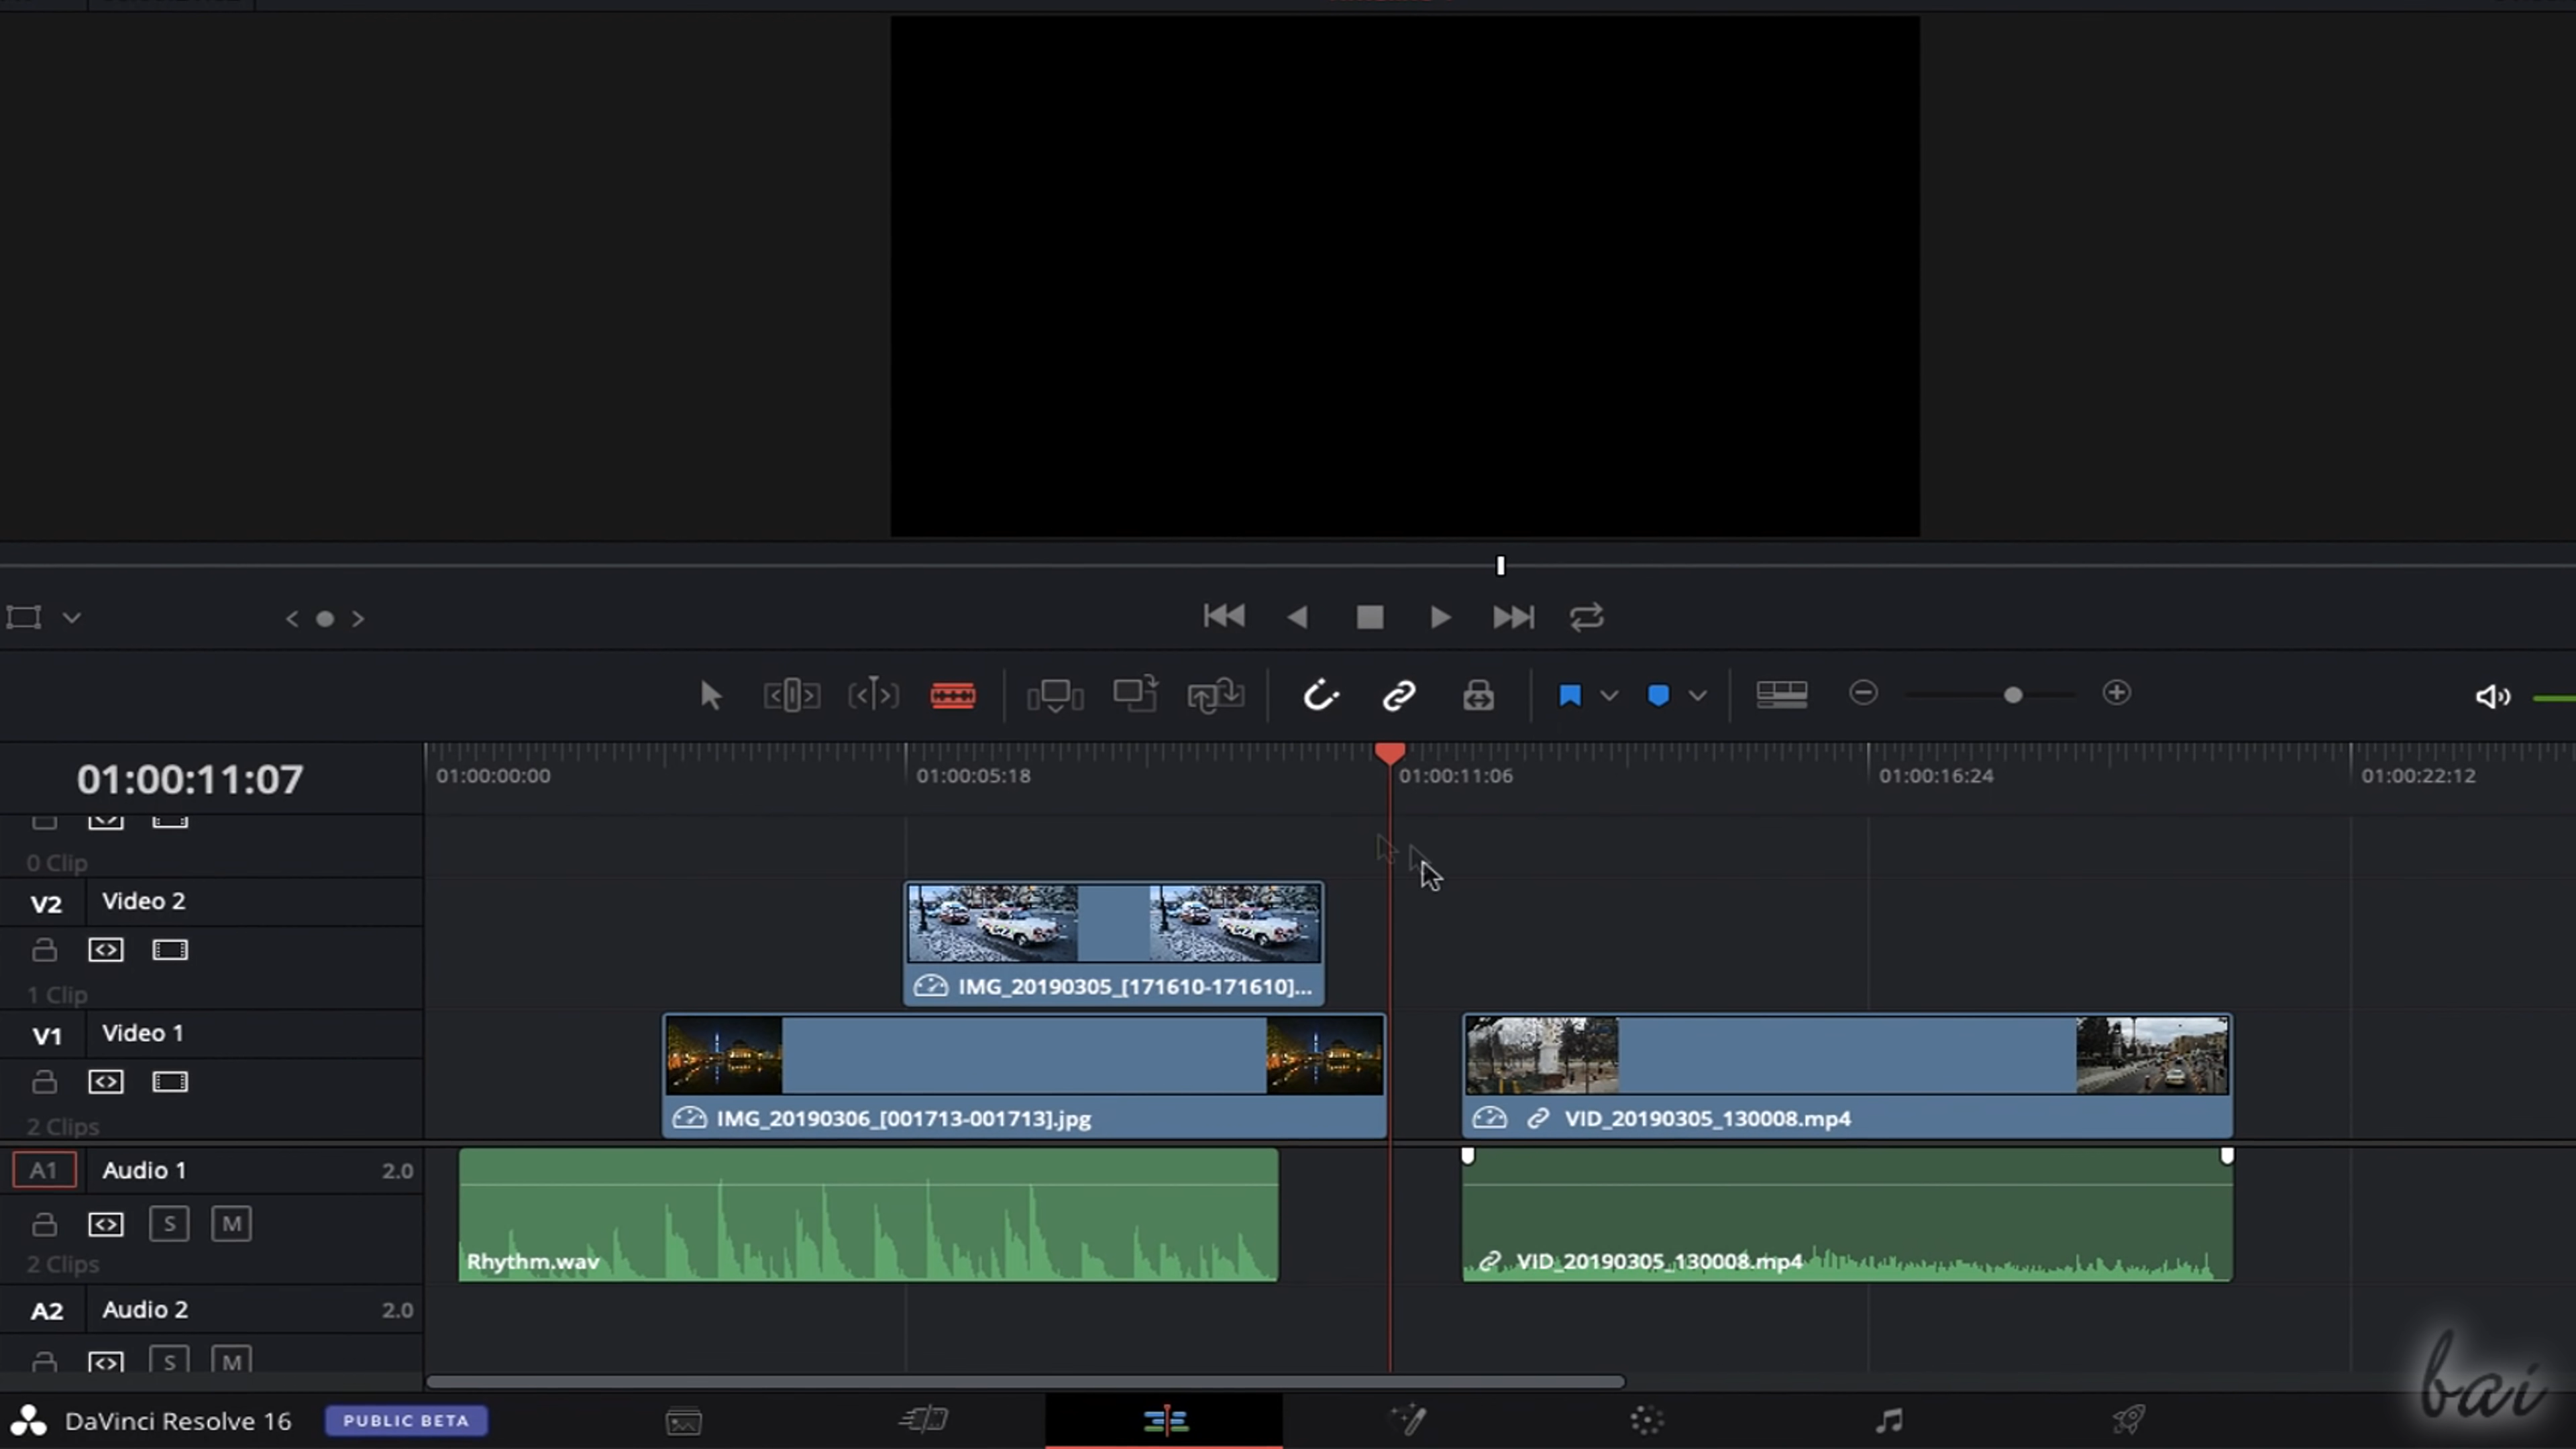 01:00:11:07
01:00:00:00
01:00:05:18
01:00:11:06
01:00:16:24
01:00:22:12
0 Clip
V2 Video 2
1 Clip
IMG_20190305_[171610-171610]...
V1 Video 1
2 Clips
IMG_20190306_[001713-001713].jpg
VID_20190305_130008.mp4
A1 Audio 1 2.0
S M
2 Clips
Rhythm.wav
VID_20190305_130008.mp4
A2 Audio 2 2.0
S M
DaVinci Resolve 16 PUBLIC BETA
bai